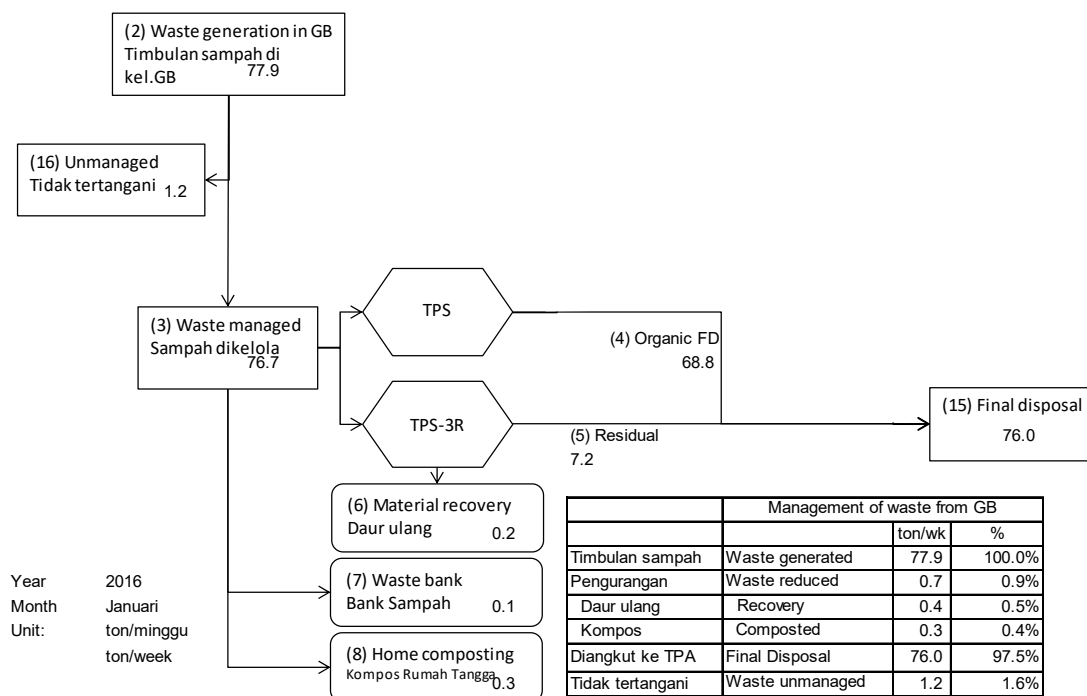 (2) Waste generation in GB
Timbulan sampah di
kel.GB
77.9
(16) Unmanaged
Tidak tertangani
1.2
(3) Waste managed
Sampah dikelola
76.7
TPS
(4) Organic FD
68.8
TPS-3R
(5) Residual
7.2
(15) Final disposal
76.0
(6) Material recovery
Daur ulang
0.2
(7) Waste bank
Bank Sampah
0.1
(8) Home composting
Kompos Rumah Tangga
0.3
Year 2016
Month Januari
Unit: ton/minggu
ton/week
Management of waste from GB
ton/wk %
Timbulan sampah Waste generated 77.9 100.0%
Pengurangan Waste reduced 0.7 0.9%
Daur ulang Recovery 0.4 0.5%
Kompos Composted 0.3 0.4%
Diangkut ke TPA Final Disposal 76.0 97.5%
Tidak tertangani Waste unmanaged 1.2 1.6%